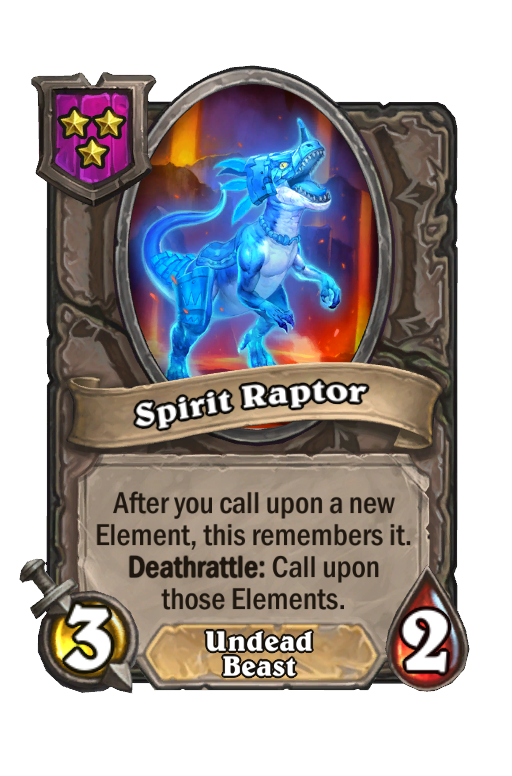 Spirit Raptor
After you call upon a new
Element, this remembers it.
Deathrattle: Call upon
those Elements.
3
Undead
Beast
2